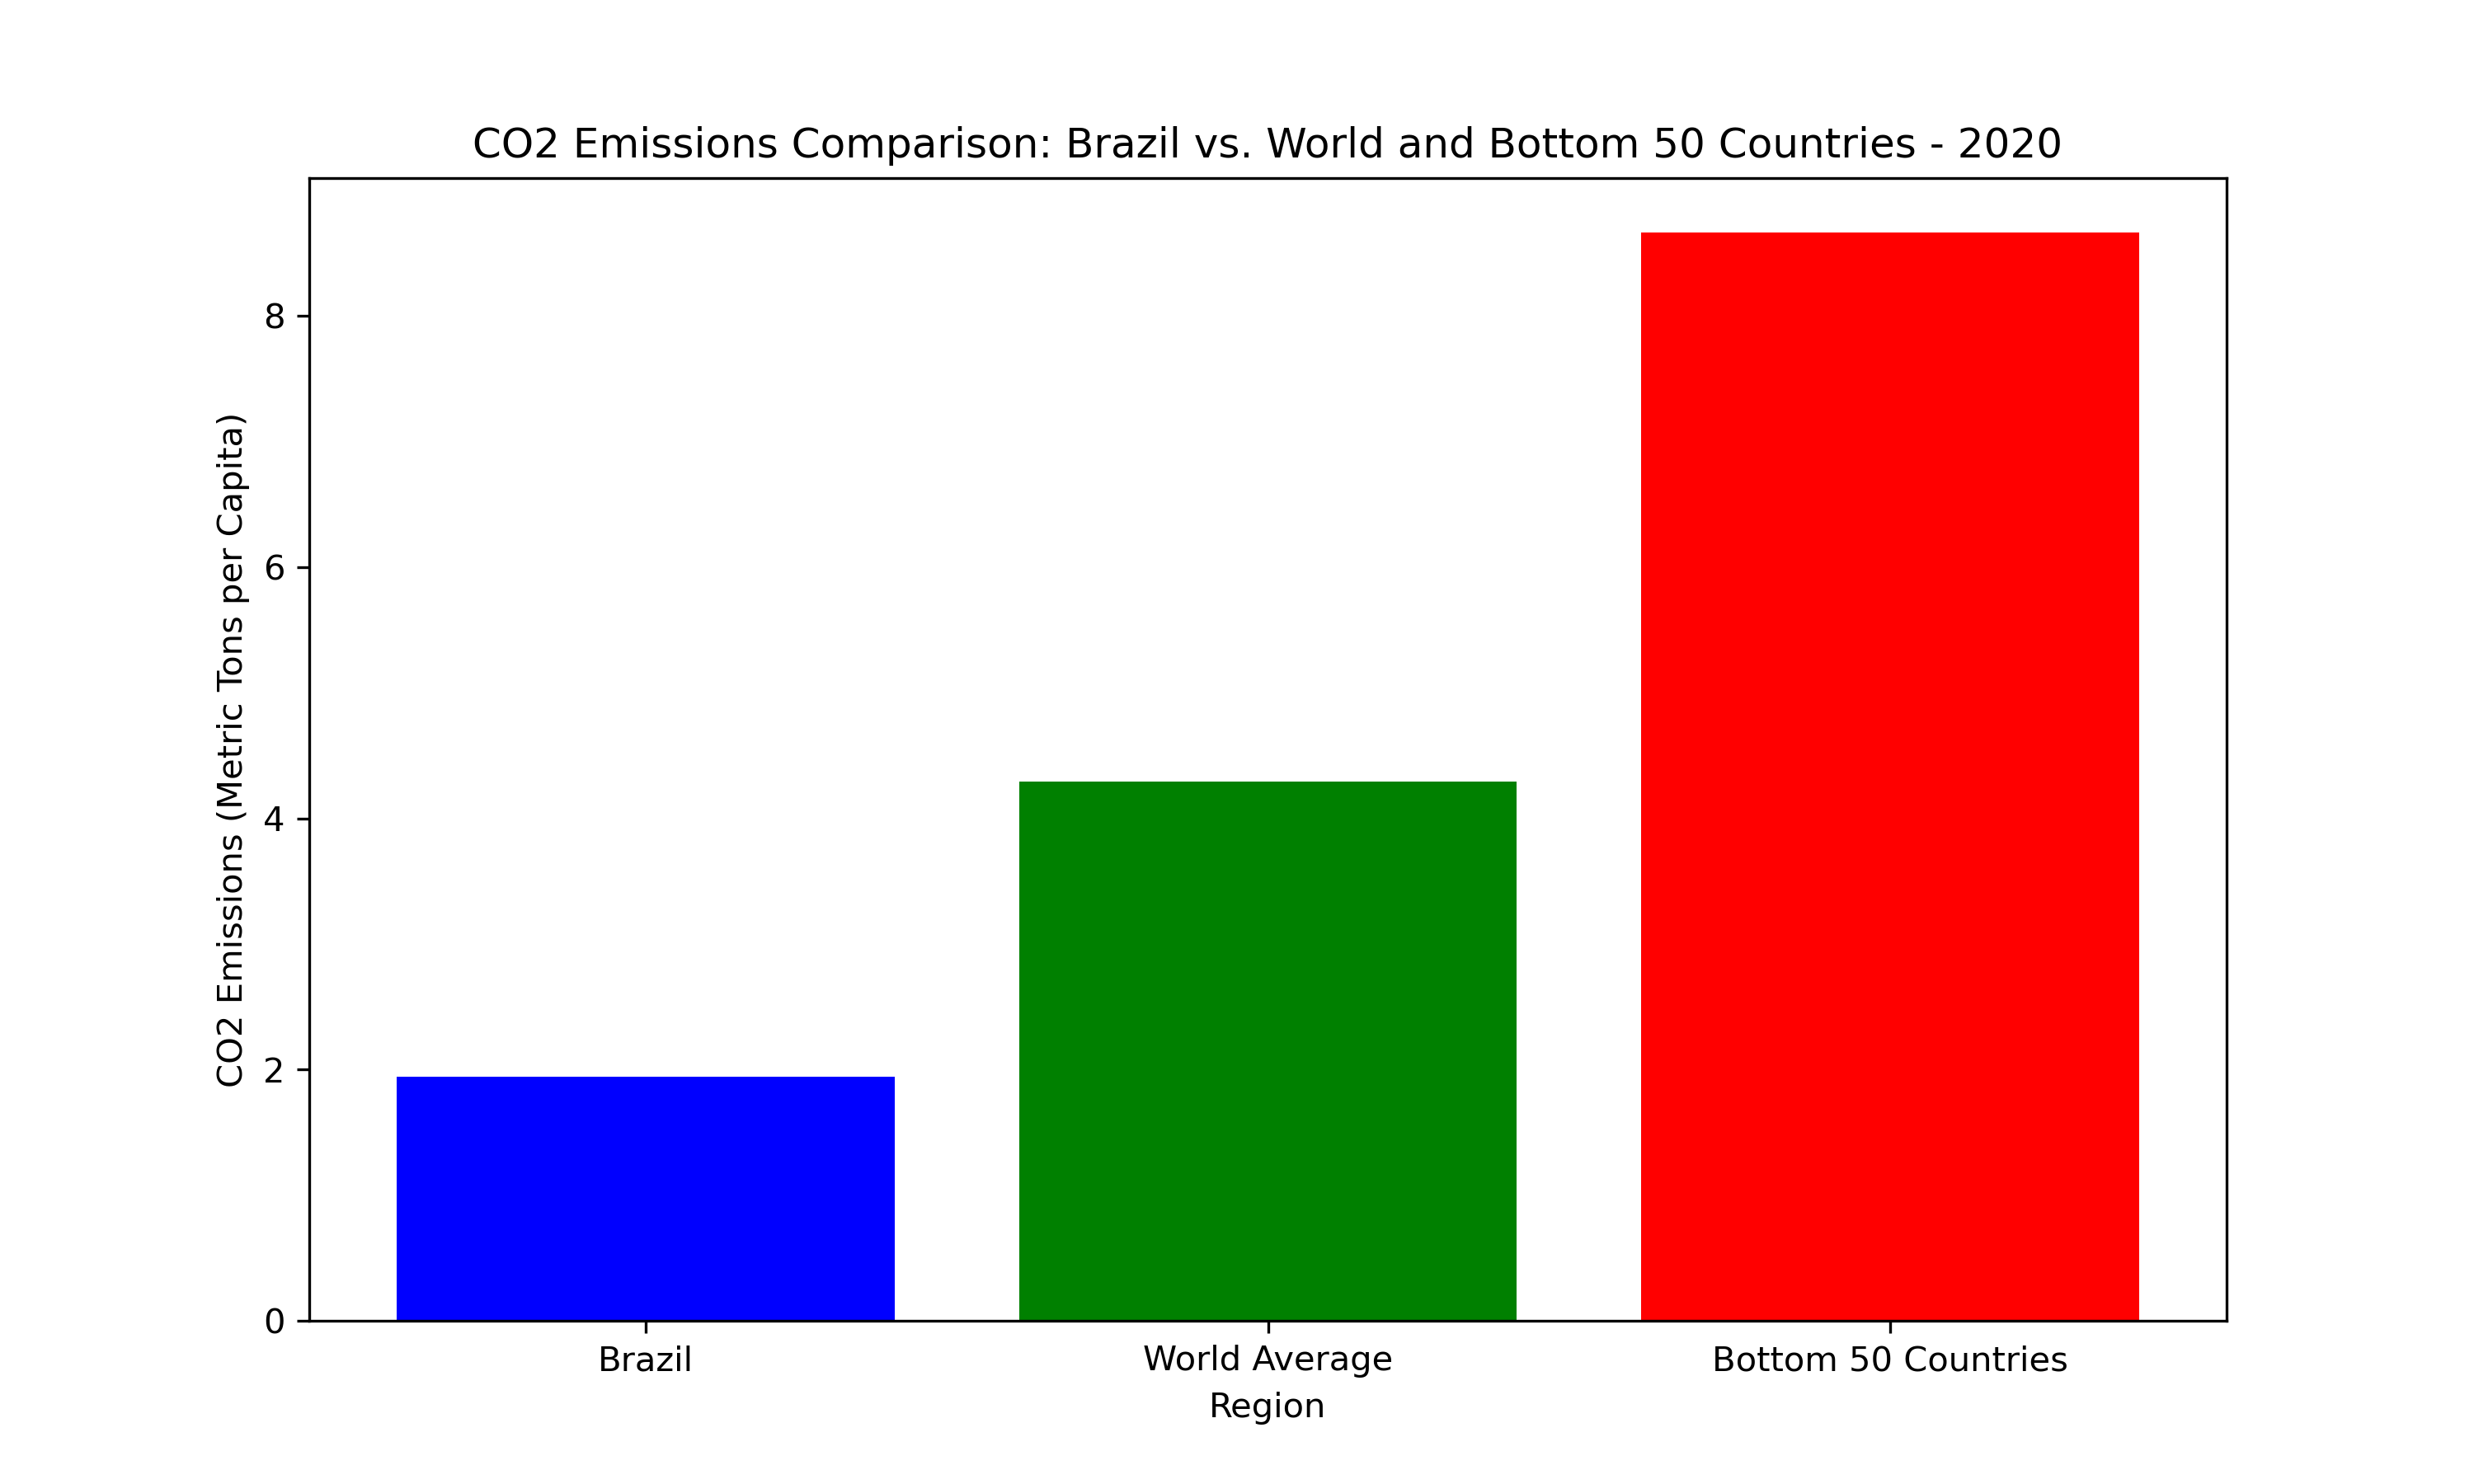 CO2 Emissions Comparison: Brazil vs. World and Bottom 50 Countries - 2020
CO2 Emissions (Metric Tons per Capita)
8
6
4
2
0
Brazil
World Average
Bottom 50 Countries
Region